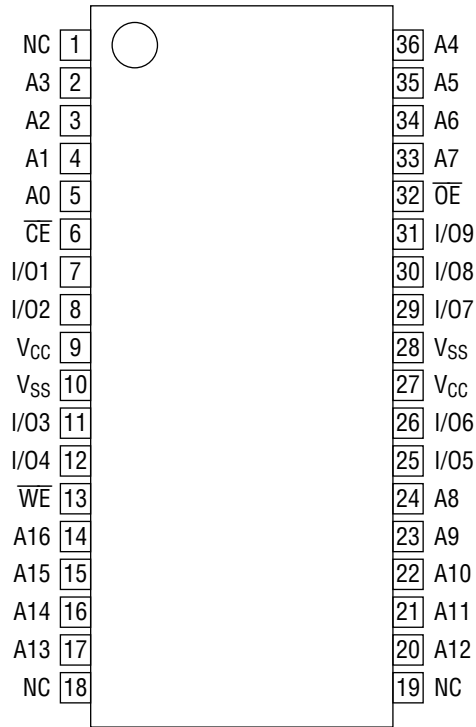 NC 1 36 A4
A3 2 35 A5
A2 3 34 A6
A1 4 33 A7
A0 5 32 O̅E̅
C̅E̅ 6 31 I/O9
I/O1 7 30 I/O8
I/O2 8 29 I/O7
VCC 9 28 VSS
VSS 10 27 VCC
I/O3 11 26 I/O6
I/O4 12 25 I/O5
W̅E̅ 13 24 A8
A16 14 23 A9
A15 15 22 A10
A14 16 21 A11
A13 17 20 A12
NC 18 19 NC